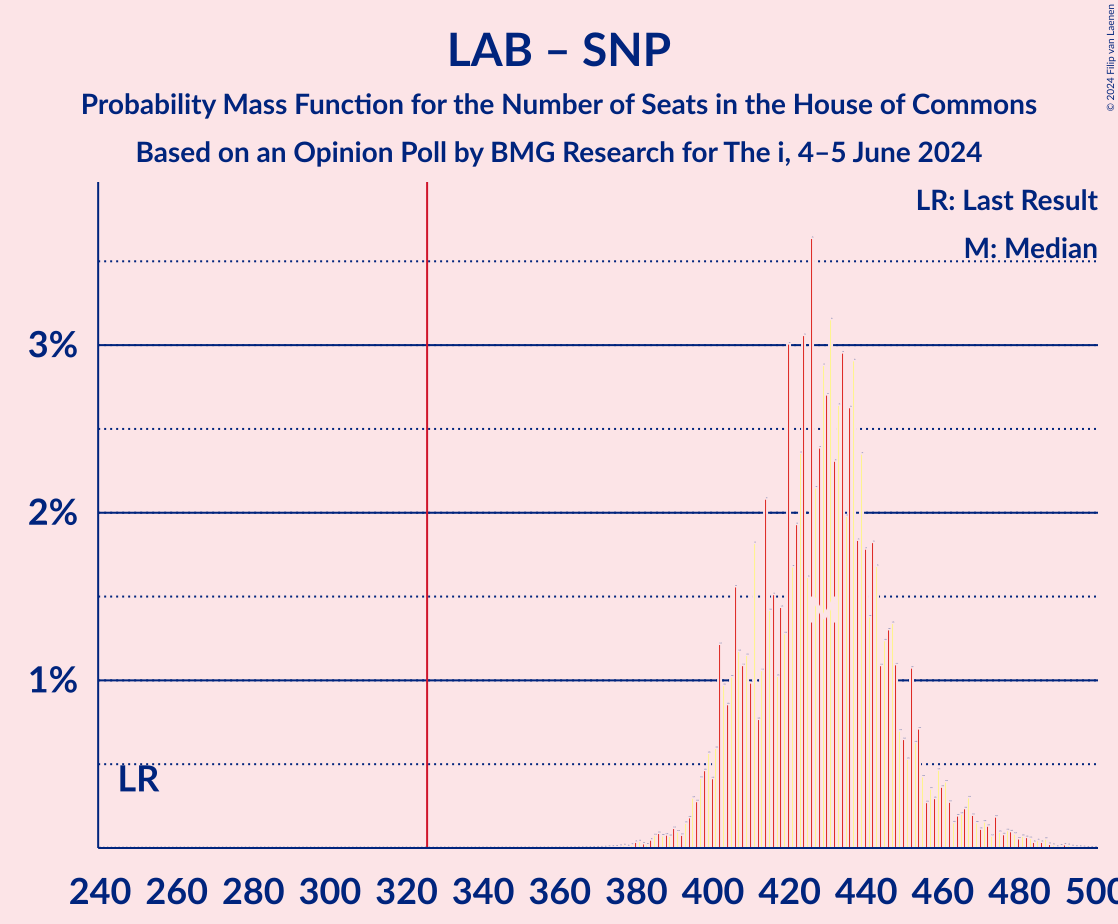 LAB – SNP
Probability Mass Function for the Number of Seats in the House of Commons
Based on an Opinion Poll by BMG Research for The i, 4–5 June 2024
© 2024 Filip van Laenen
LR: Last Result
M: Median
3%
2%
1%
LR
M
240 260 280 300 320 340 360 380 400 420 440 460 480 500